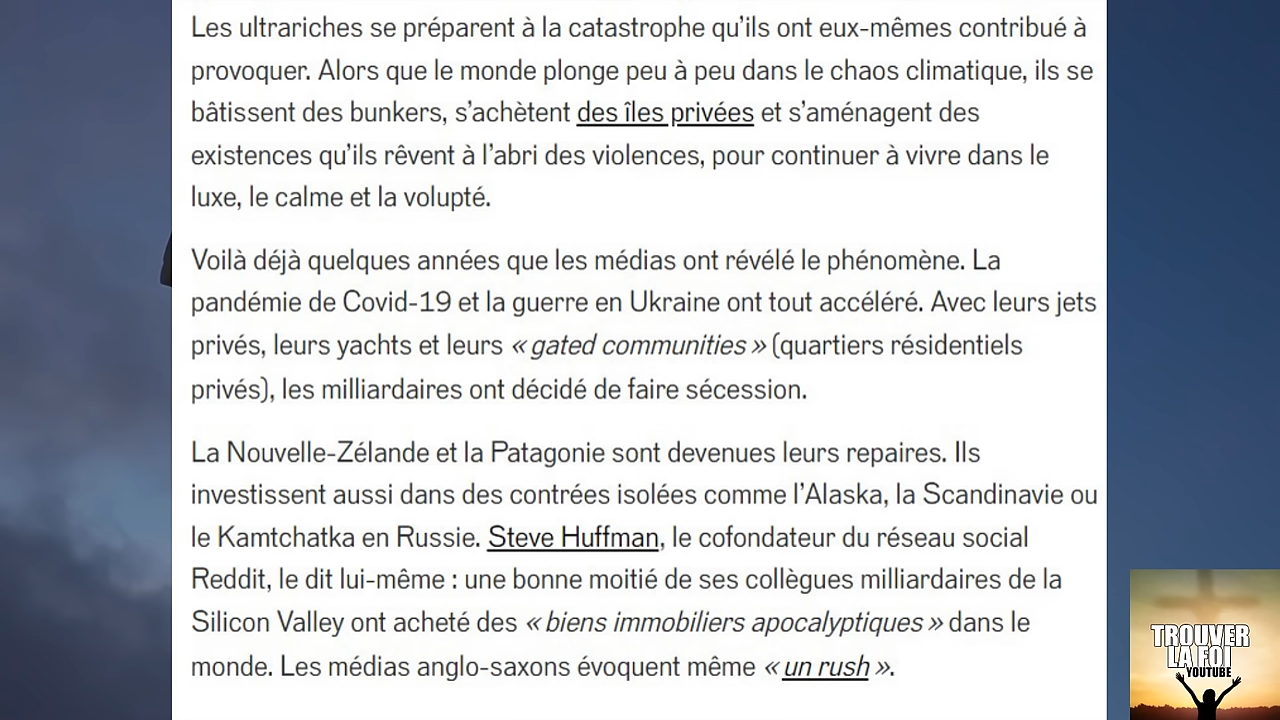 Les ultrariches se préparent à la catastrophe qu’ils ont eux-mêmes contribué à
provoquer. Alors que le monde plonge peu à peu dans le chaos climatique, ils se
bâtissent des bunkers, s’achètent des îles privées et s’aménagent des
existences qu’ils rêvent à l’abri des violences, pour continuer à vivre dans le
luxe, le calme et la volupté.
Voilà déjà quelques années que les médias ont révélé le phénomène. La
pandémie de Covid-19 et la guerre en Ukraine ont tout accéléré. Avec leurs jets
privés, leurs yachts et leurs « gated communities » (quartiers résidentiels
privés), les milliardaires ont décidé de faire sécession.
La Nouvelle-Zélande et la Patagonie sont devenues leurs repaires. Ils
investissent aussi dans des contrées isolées comme l’Alaska, la Scandinavie ou
le Kamtchatka en Russie. Steve Huffman, le cofondateur du réseau social
Reddit, le dit lui-même : une bonne moitié de ses collègues milliardaires de la
Silicon Valley ont acheté des « biens immobiliers apocalyptiques » dans le
monde. Les médias anglo-saxons évoquent même « un rush ».
TROUVER
LA FOI
YOUTUBE